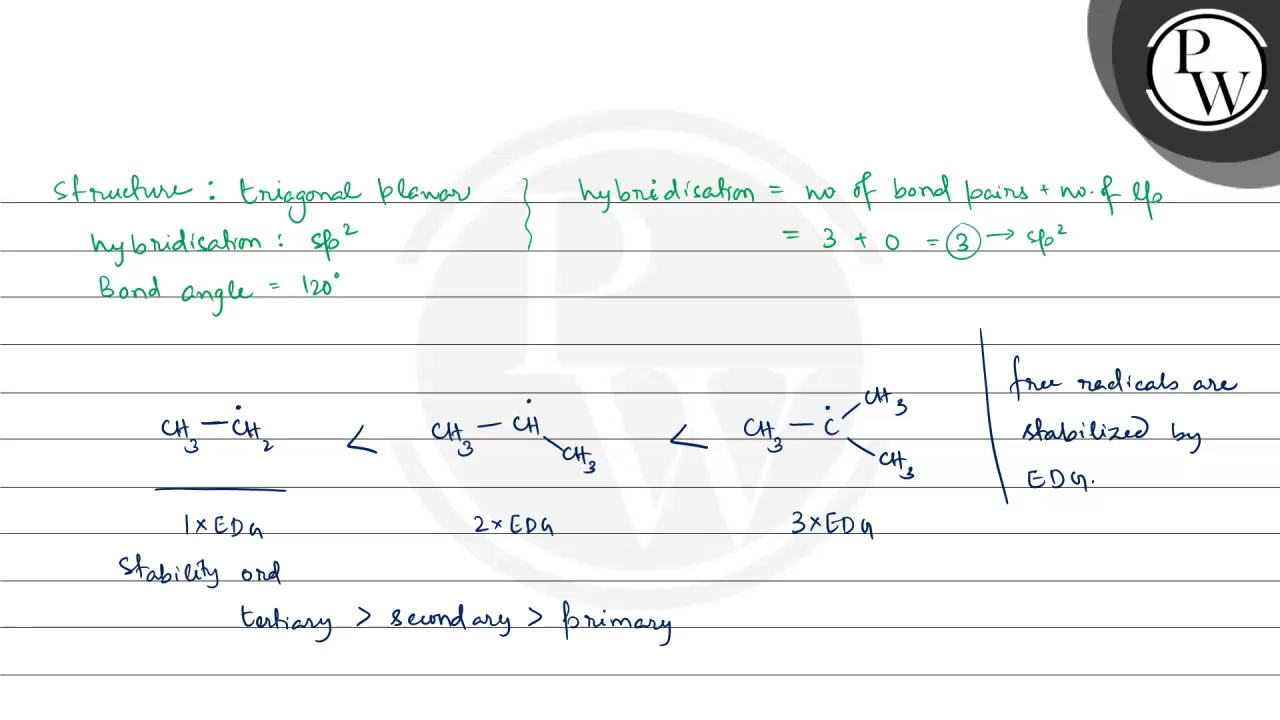 PW
structure : triagonal planar
hybridisation : sp²
Bond angle = 120°
hybridisation = no of bond pairs + no. of lp
= 3 + 0 = 3 → sp²
CH₃ — ĊH₂ < CH₃ — ĊH — CH₃ < CH₃ — Ċ — CH₃
CH₃
1 x EDG
2 x EDG
3 x EDG
free radicals are
stabilized by
EDG.
Stability ord
tertiary > secondary > primary